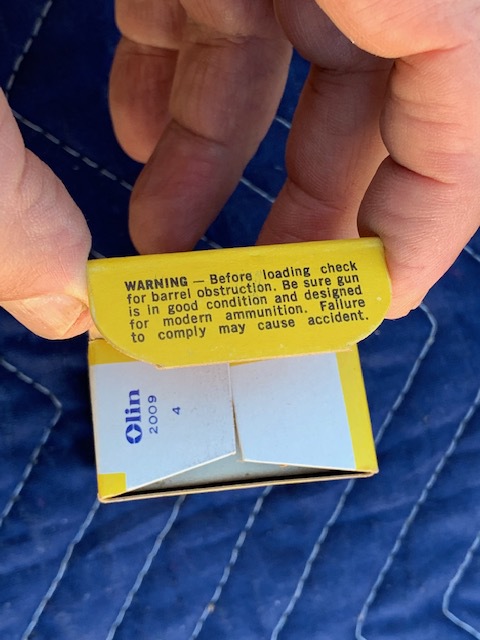 WARNING — Before loading check
for barrel obstruction. Be sure gun
is in good condition and designed
for modern ammunition. Failure
to comply may cause accident.
Olin
2009
4